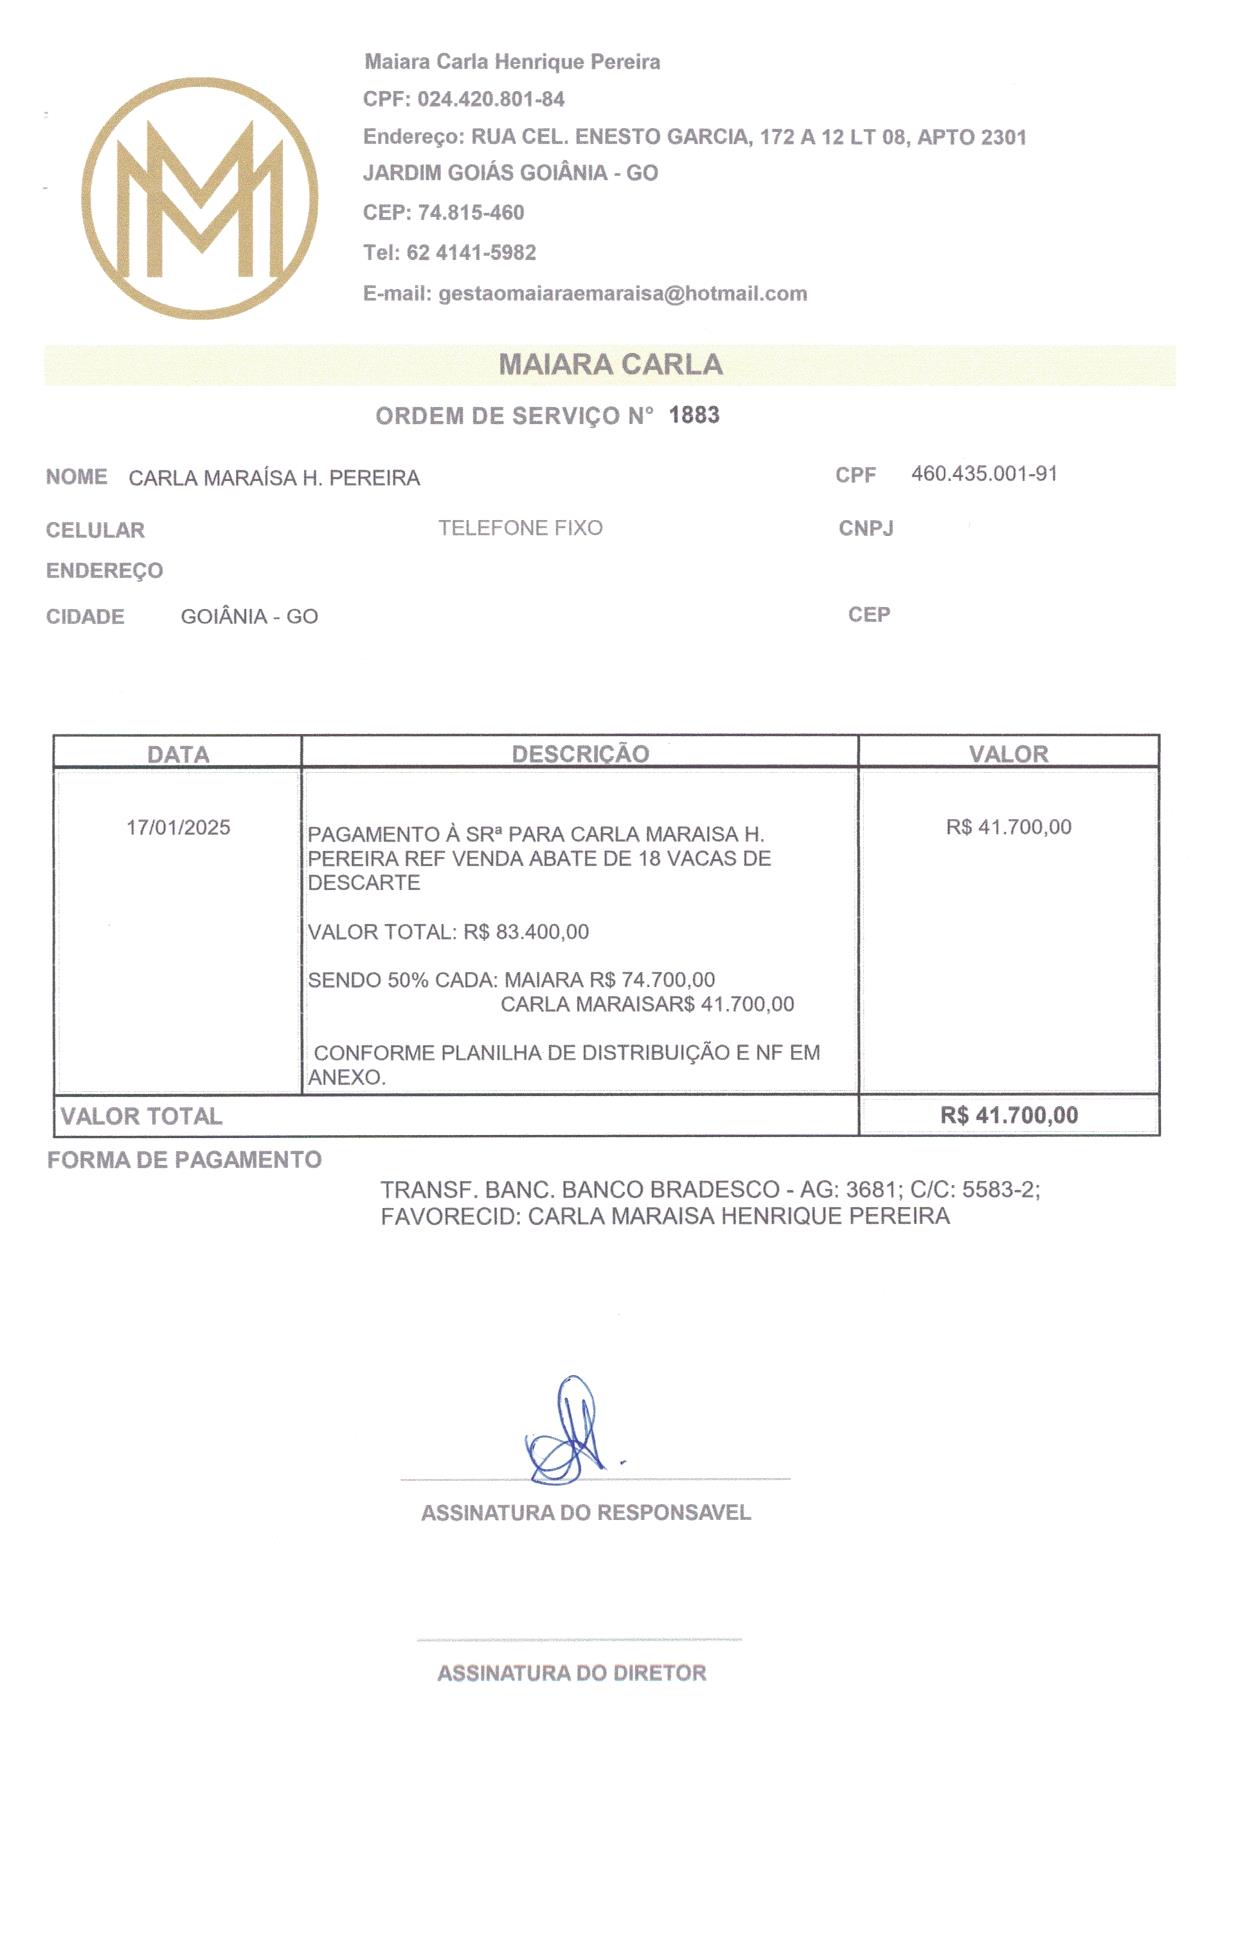 Maiara Carla Henrique Pereira
CPF: 024.420.801-84
Endereço: RUA CEL. ENESTO GARCIA, 172 A 12 LT 08, APTO 2301
JARDIM GOIÁS GOIÂNIA - GO
CEP: 74.815-460
Tel: 62 4141-5982
E-mail: gestaomaiaraemaraisa@hotmail.com
MAIARA CARLA
ORDEM DE SERVIÇO N° 1883
NOME CARLA MARAÍSA H. PEREIRA CPF 460.435.001-91
CELULAR TELEFONE FIXO CNPJ
ENDEREÇO
CIDADE GOIÂNIA - GO CEP
DATA DESCRIÇÃO VALOR
17/01/2025 PAGAMENTO À SRª PARA CARLA MARAISA H. R$ 41.700,00
PEREIRA REF VENDA ABATE DE 18 VACAS DE
DESCARTE
VALOR TOTAL: R$ 83.400,00
SENDO 50% CADA: MAIARA R$ 74.700,00
CARLA MARAISAR$ 41.700,00
CONFORME PLANILHA DE DISTRIBUIÇÃO E NF EM
ANEXO.
VALOR TOTAL R$ 41.700,00
FORMA DE PAGAMENTO
TRANSF. BANC. BANCO BRADESCO - AG: 3681; C/C: 5583-2;
FAVORECID: CARLA MARAISA HENRIQUE PEREIRA
ASSINATURA DO RESPONSAVEL
ASSINATURA DO DIRETOR